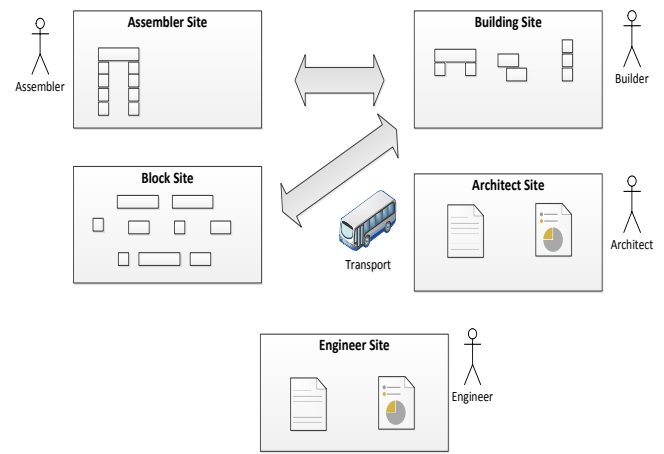 Assembler Site
Building Site
Assembler
Builder
Block Site
Architect Site
Architect
Transport
Engineer Site
Engineer